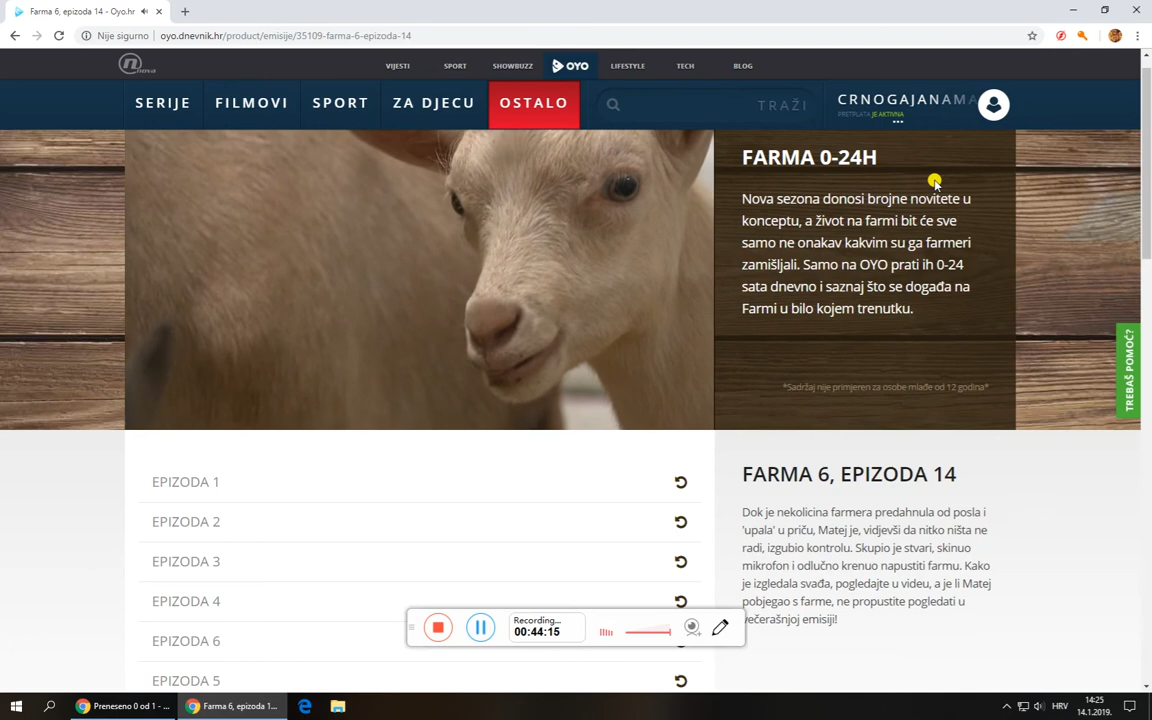 Farma 6, epizoda 14 - Oyo.hr
Nije sigurno
oyo.dnevnik.hr/product/emisije/35109-farma-6-epizoda-14
nova
VIJESTI
SPORT
SHOWBUZZ
OYO
LIFESTYLE
TECH
BLOG
SERIJE
FILMOVI
SPORT
ZA DJECU
OSTALO
TRAŽI
CRNOGAJANAMA
PRETPLATA JE AKTIVNA
FARMA 0-24H
Nova sezona donosi brojne novitete u
konceptu, a život na farmi bit će sve
samo ne onakav kakvim su ga farmeri
zamišljali. Samo na OYO prati ih 0-24
sata dnevno i saznaj što se događa na
Farmi u bilo kojem trenutku.
*Sadržaj nije primjeren za osobe mlađe od 12 godina*
TREBAŠ POMOĆ?
EPIZODA 1
EPIZODA 2
EPIZODA 3
EPIZODA 4
EPIZODA 6
EPIZODA 5
FARMA 6, EPIZODA 14
Dok je nekolicina farmera predahnula od posla i
'upala' u priču, Matej je, vidjevši da nitko ništa ne
radi, izgubio kontrolu. Skupio je stvari, skinuo
mikrofon i odlučno krenuo napustiti farmu. Kako
je izgledala svađa, pogledajte u videu, a je li Matej
pobjegao s farme, ne propustite pogledati u
večerašnjoj emisiji!
Recording...
00:44:15
Preneseno 0 od 1 - ...
Farma 6, epizoda 1...
HRV
14:25
14.1.2019.